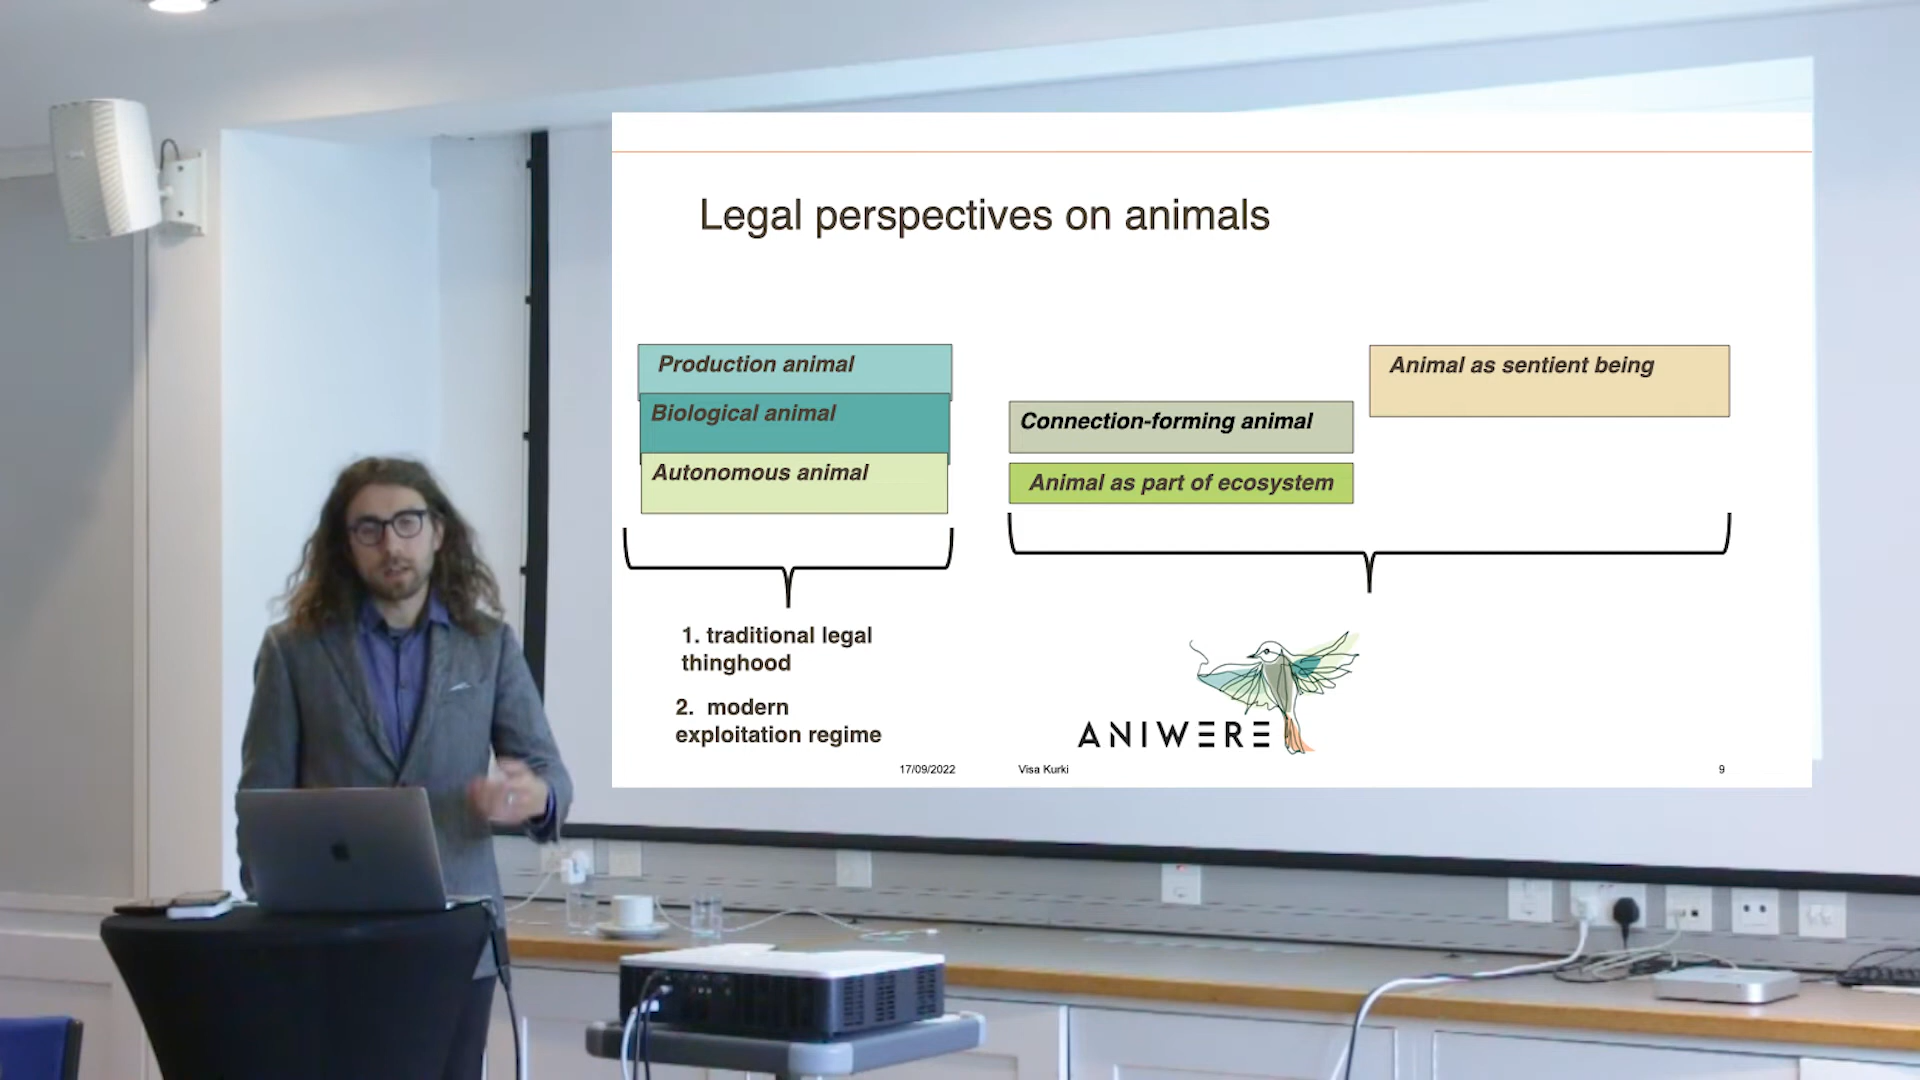 Legal perspectives on animals
Production animal
Biological animal
Autonomous animal
Connection-forming animal
Animal as part of ecosystem
Animal as sentient being
1. traditional legal
thinghood
2. modern
exploitation regime
ANIWERE
17/09/2022
Visa Kurki
9